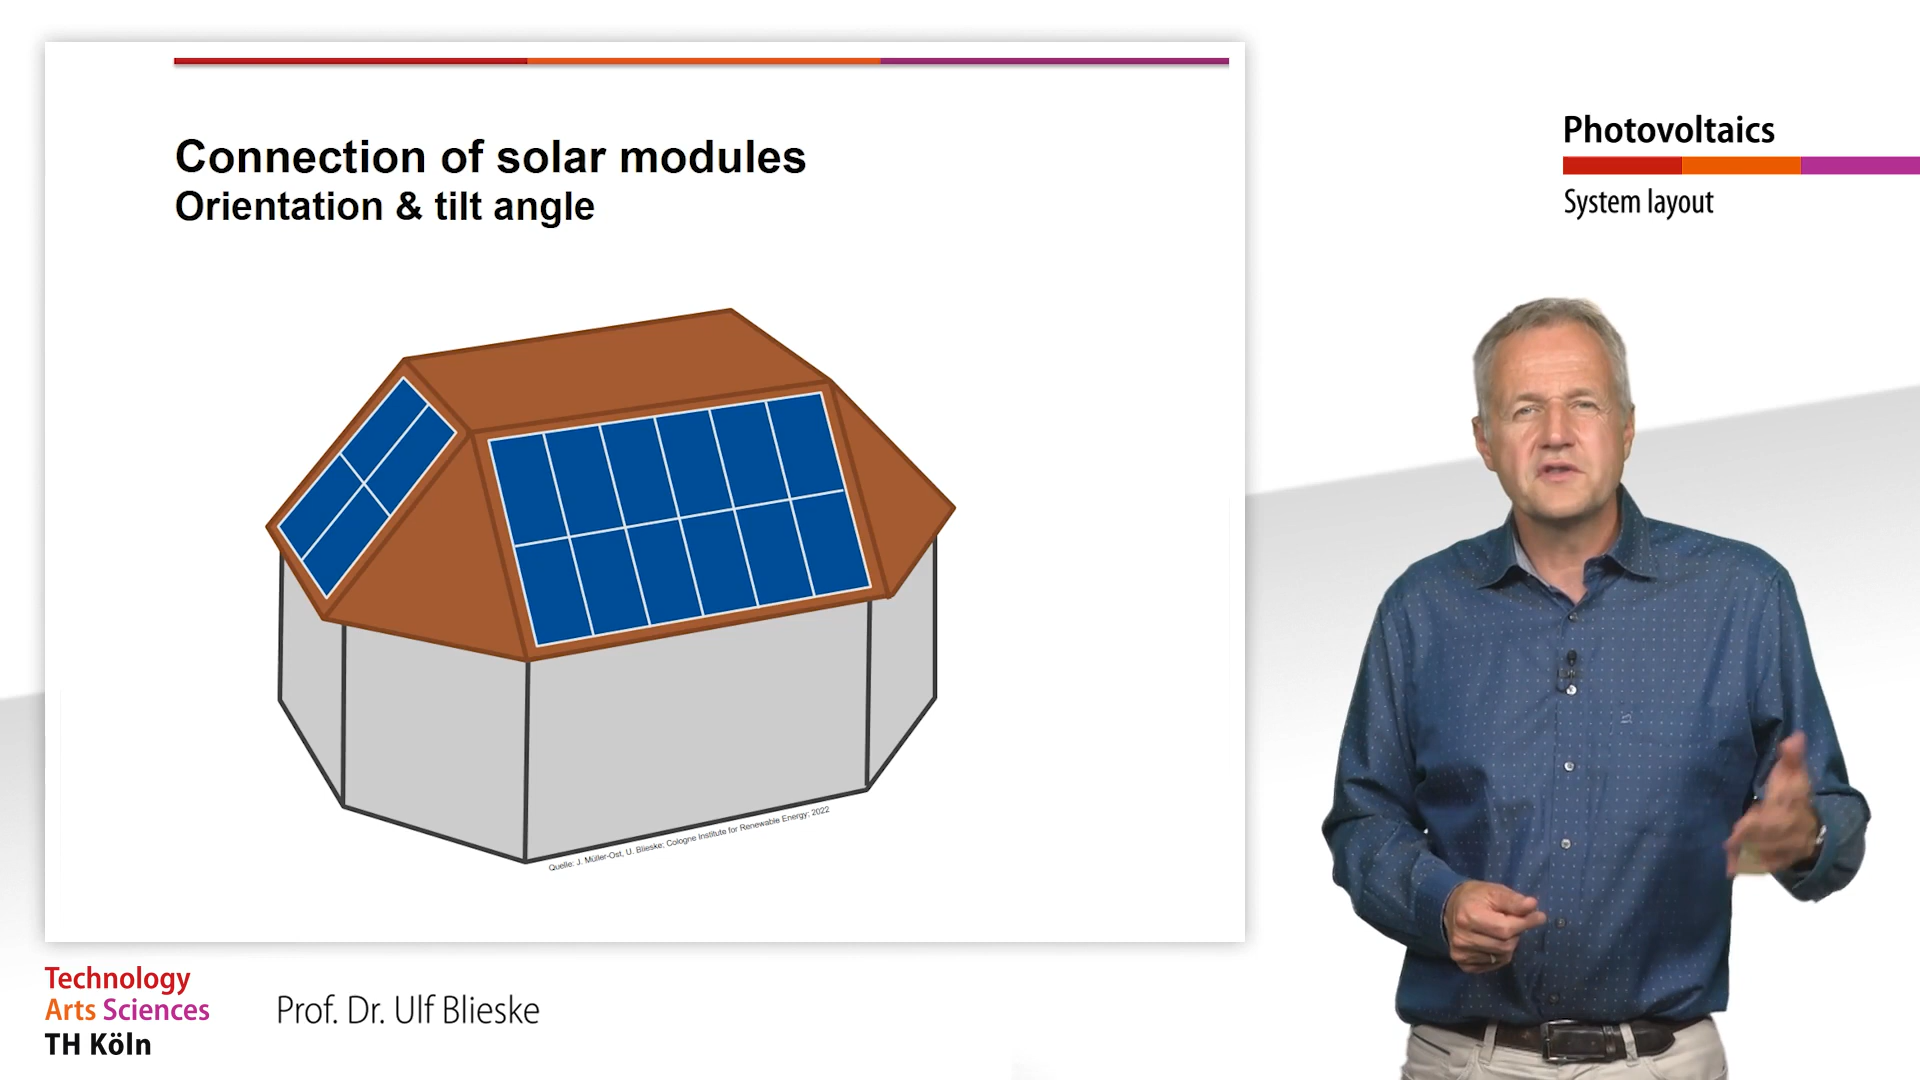 Connection of solar modules
Orientation & tilt angle
Quelle: J. Müller-Ost, U. Blieske; Cologne Institute for Renewable Energy; 2022
Photovoltaics
System layout
Technology
Arts Sciences
TH Köln
Prof. Dr. Ulf Blieske